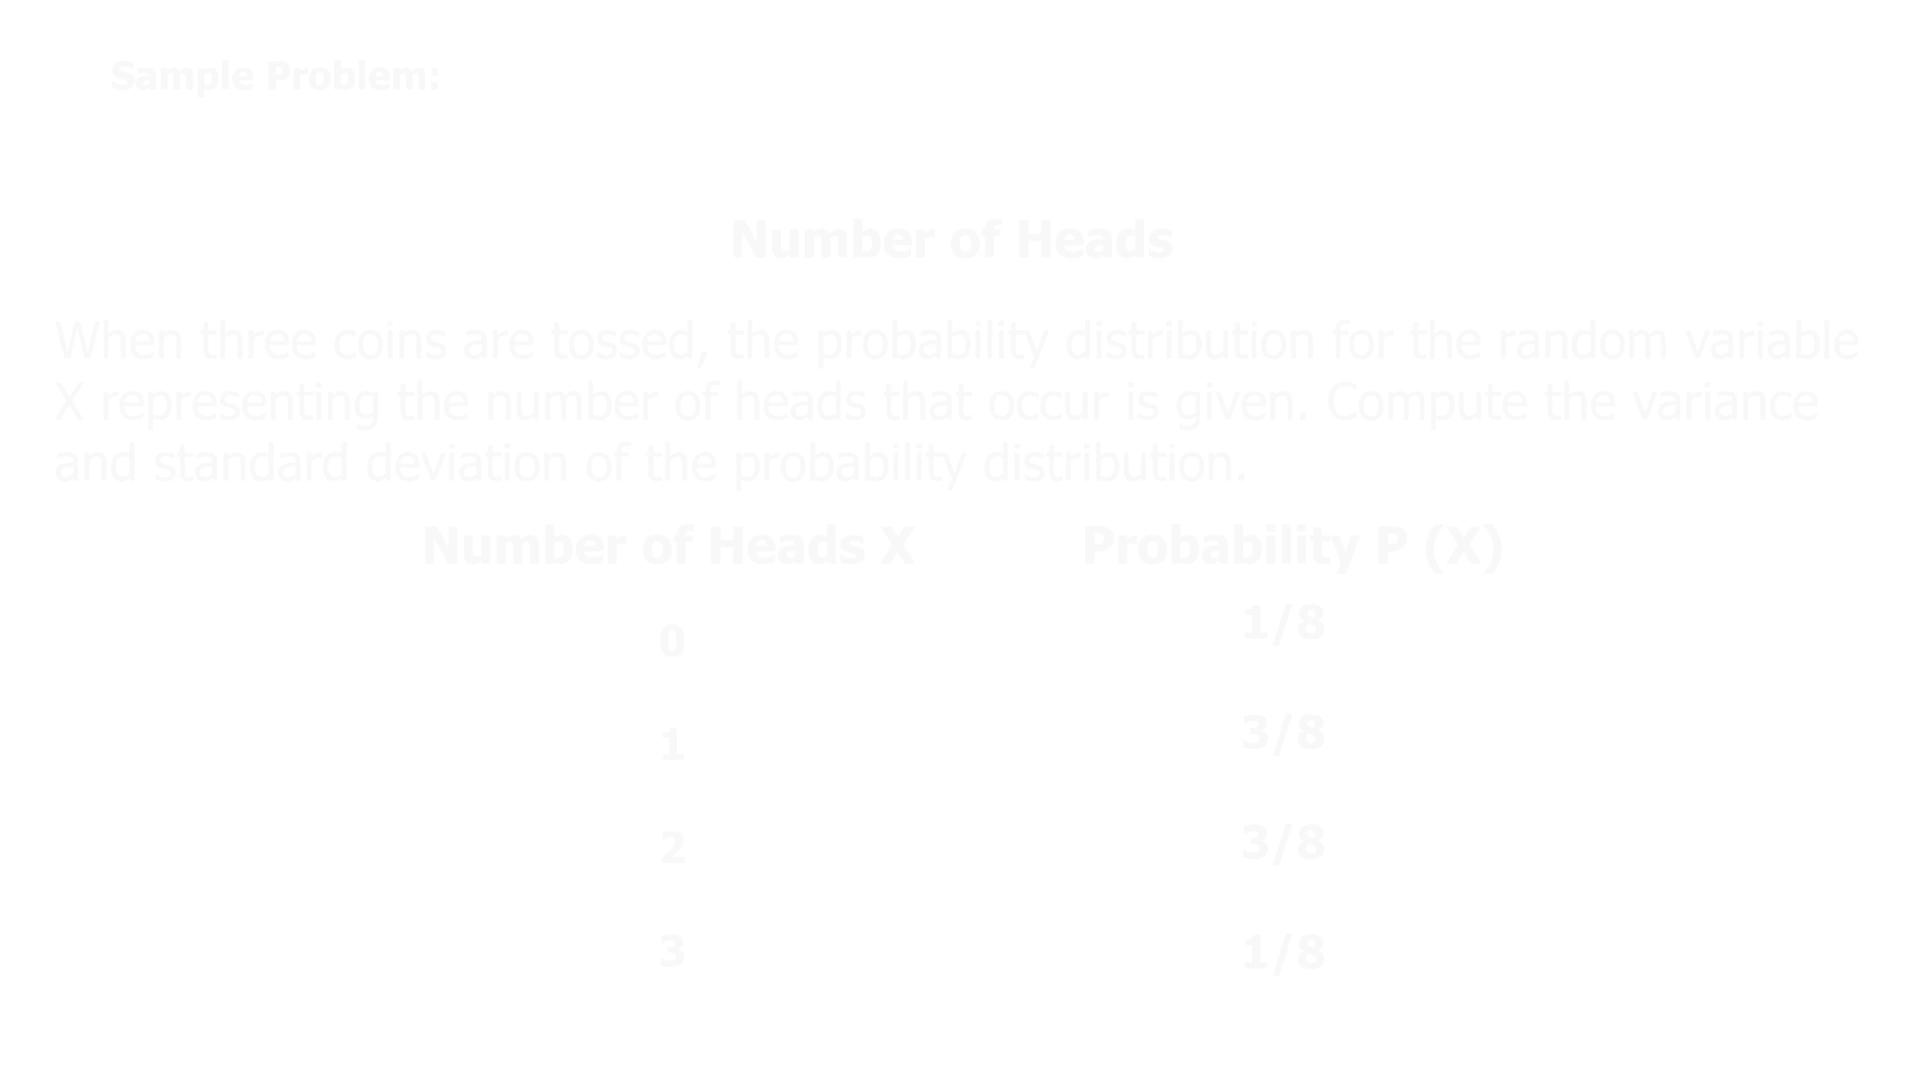 Sample Problem:
Number of Heads
When three coins are tossed, the probability distribution for the random variable
X representing the number of heads that occur is given. Compute the variance
and standard deviation of the probability distribution.
Number of Heads X Probability P (X)
0 1/8
1 3/8
2 3/8
3 1/8